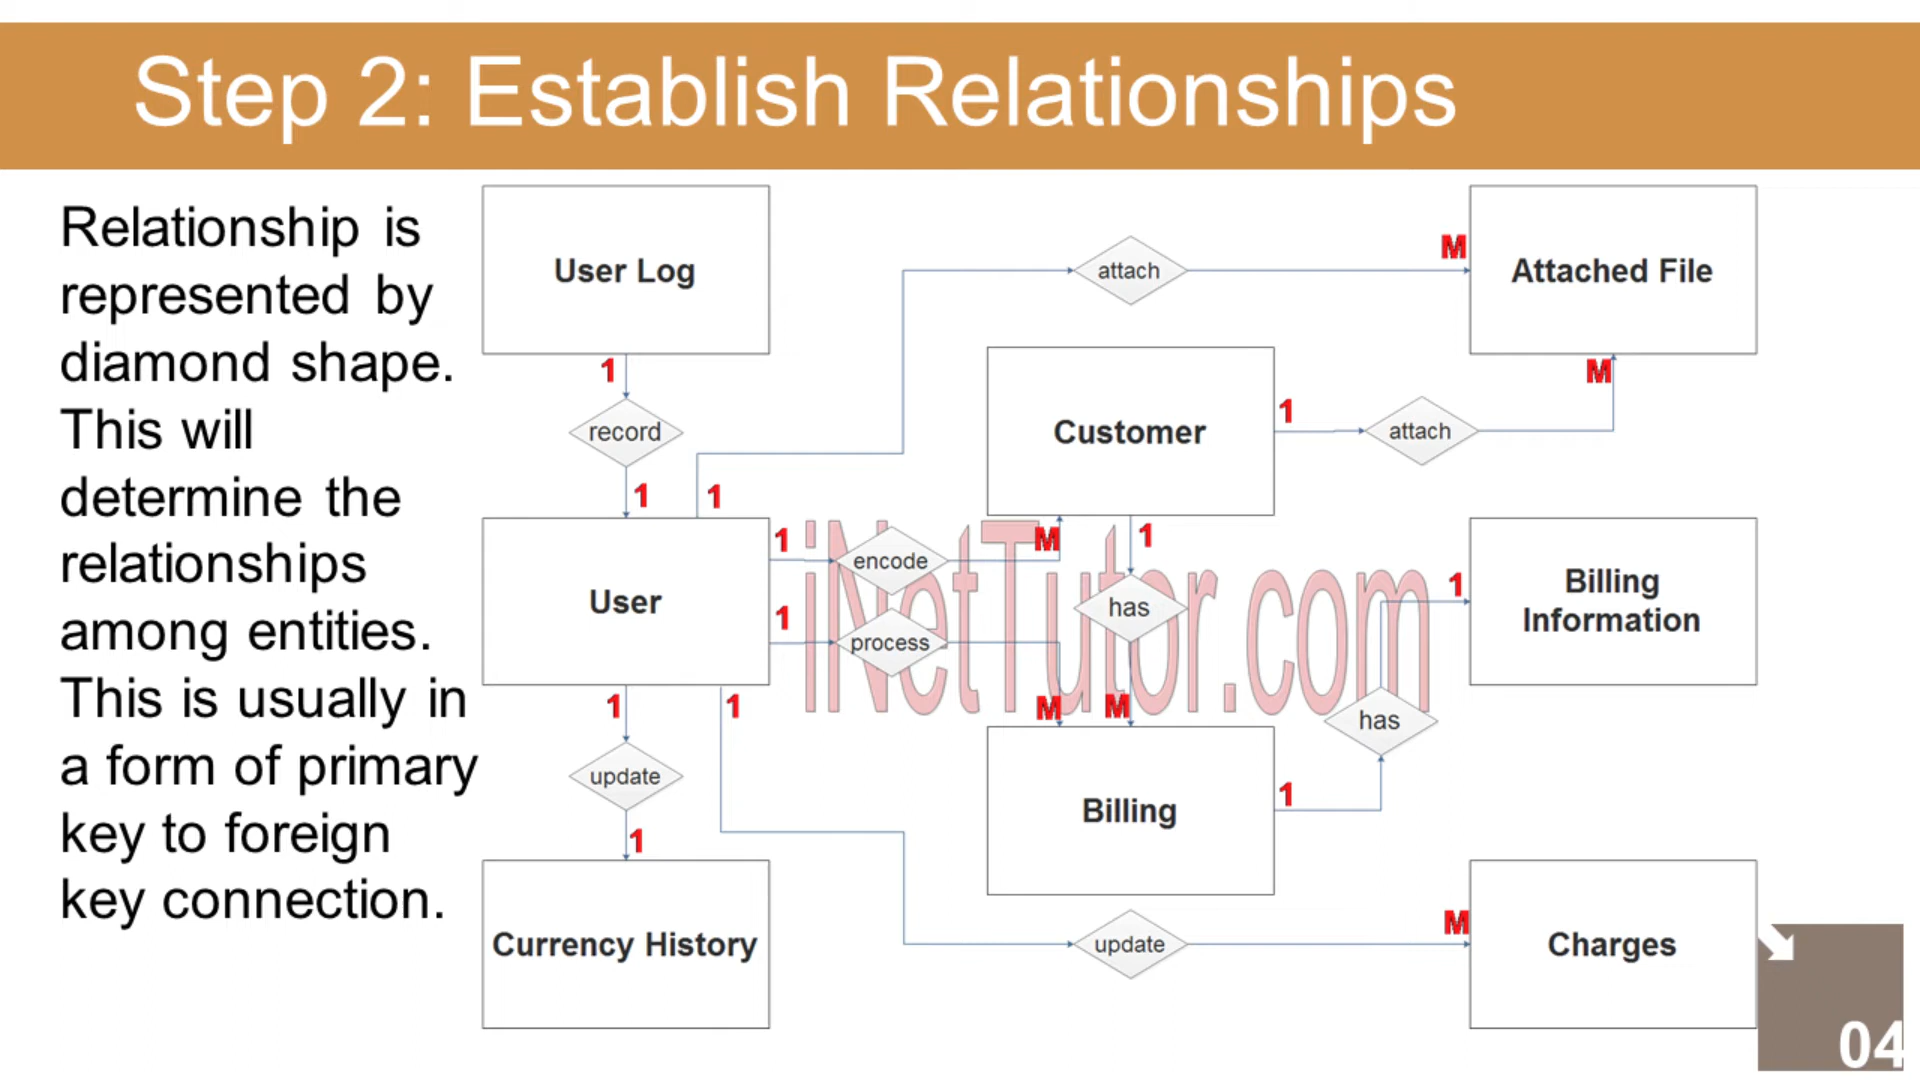 Step 2: Establish Relationships
Relationship is
represented by
diamond shape.
This will
determine the
relationships
among entities.
This is usually in
a form of primary
key to foreign
key connection.
User Log
attach
M
Attached File
1
M
record
Customer
1
attach
1
1
1
encode
M
1
User
1
process
has
1
Billing
Information
iNetTutor.com
1
1
M
M
has
update
1
Billing
1
Currency History
update
M
Charges
04